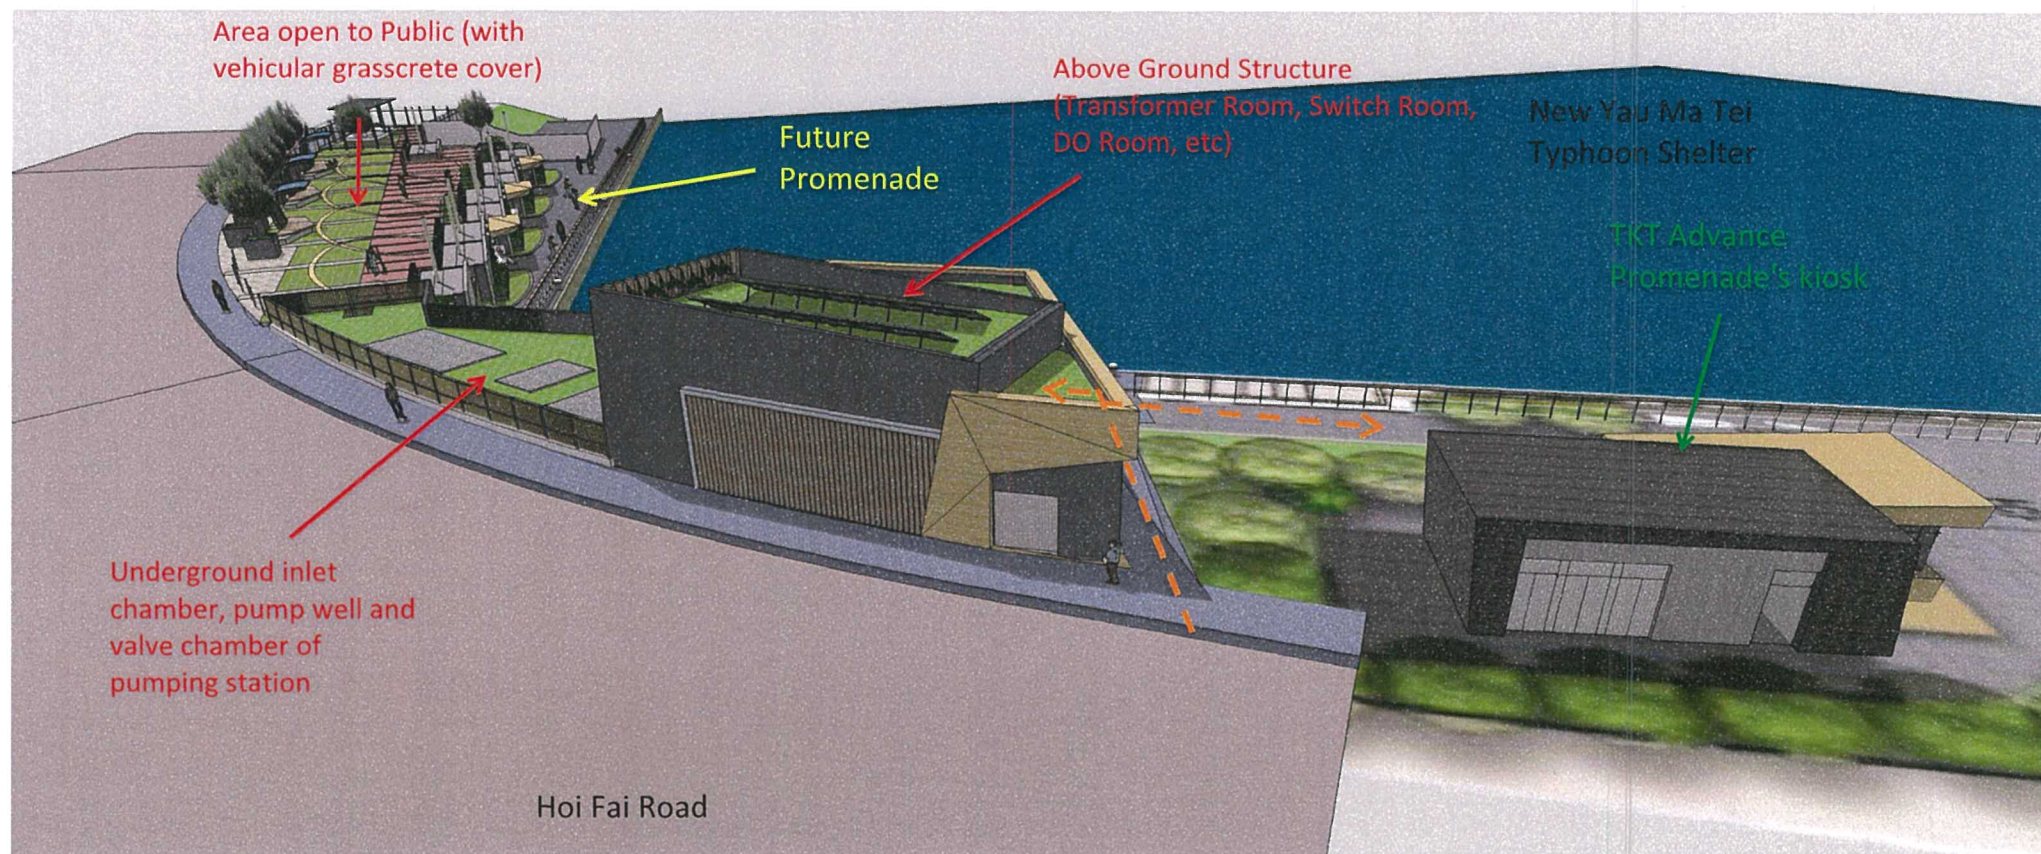 Area open to Public (with
vehicular grasscrete cover)
Future
Promenade
Above Ground Structure
(Transformer Room, Switch Room,
DO Room, etc)
New Yau Ma Tei
Typhoon Shelter
TKT Advance
Promenade's kiosk
Underground inlet
chamber, pump well and
valve chamber of
pumping station
Hoi Fai Road